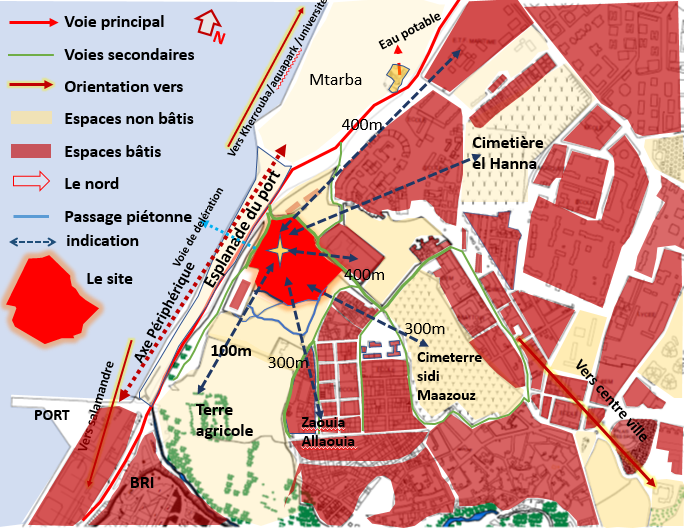 Voie principal
N
Voies secondaires
Orientation vers
Espaces non bâtis
Espaces bâtis
Le nord
Passage piétonne
indication
Le site
Vers Kherrouba/aquapark /université
Eau potable
Mtarba
400m
Cimetière
el Hanna
Voie de delération
Esplanade du port
Axe Périphérique
400m
300m
100m
300m
Cimeterre
sidi
Maazouz
Vers salamandre
Vers centre ville
PORT
Terre
agricole
Zaouia
Allaouia
BRI